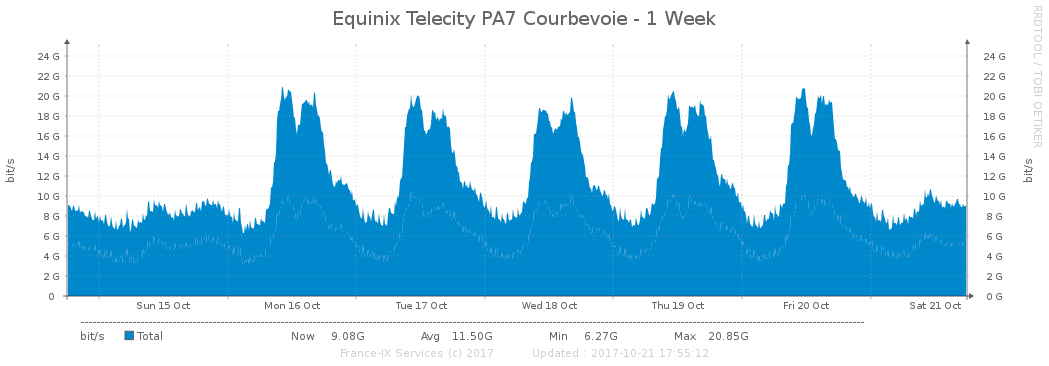 Equinix Telecity PA7 Courbevoie - 1 Week
RRDTOOL / TOBI OETIKER
bit/s
24 G 24 G
22 G 22 G
20 G 20 G
18 G 18 G
16 G 16 G
14 G 14 G
12 G 12 G
10 G 10 G
8 G 8 G
6 G 6 G
4 G 4 G
2 G 2 G
0 0 G
bit/s
Sun 15 Oct Mon 16 Oct Tue 17 Oct Wed 18 Oct Thu 19 Oct Fri 20 Oct Sat 21 Oct
bit/s Total Now 9.08G Avg 11.50G Min 6.27G Max 20.85G
France-IX Services (c) 2017 Updated : 2017-10-21 17:55:12